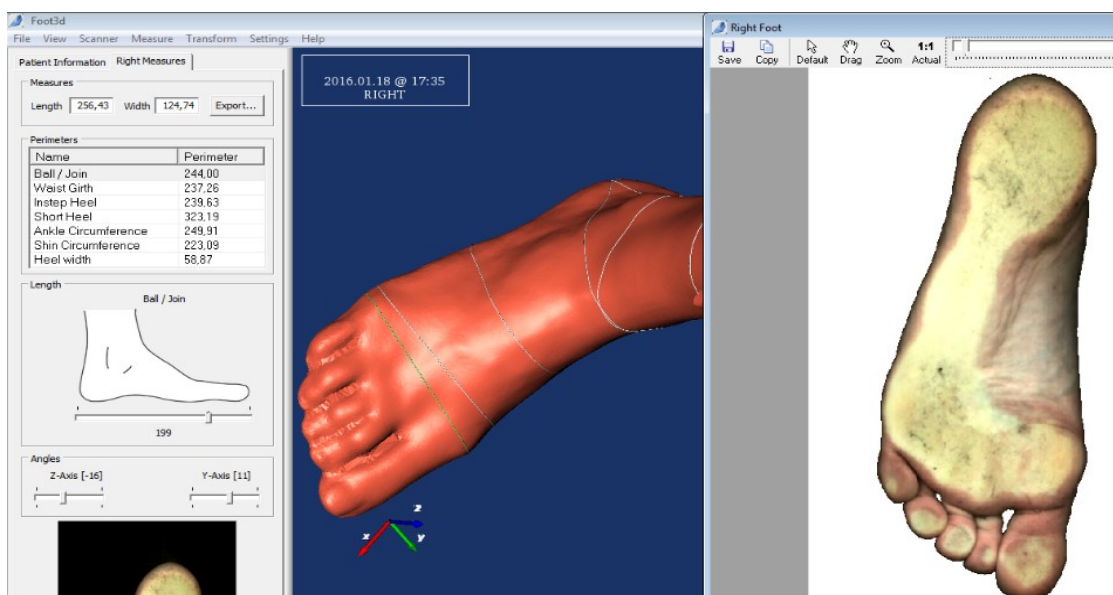 Foot3d
File View Scanner Measure Transform Settings Help
Patient Information Right Measures
Measures
Length 256,43 Width 124,74 Export...
Perimeters
Name Perimeter
Ball / Join 244,00
Waist Girth 237,26
Instep Heel 239,63
Short Heel 323,19
Ankle Circumference 249,91
Shin Circumference 223,09
Heel width 58,87
Length
Ball / Join
199
Angles
Z-Axis [-16] Y-Axis [11]
2016.01.18 @ 17:35
RIGHT
z
x
y
Right Foot
1:1
Save Copy Default Drag Zoom Actual